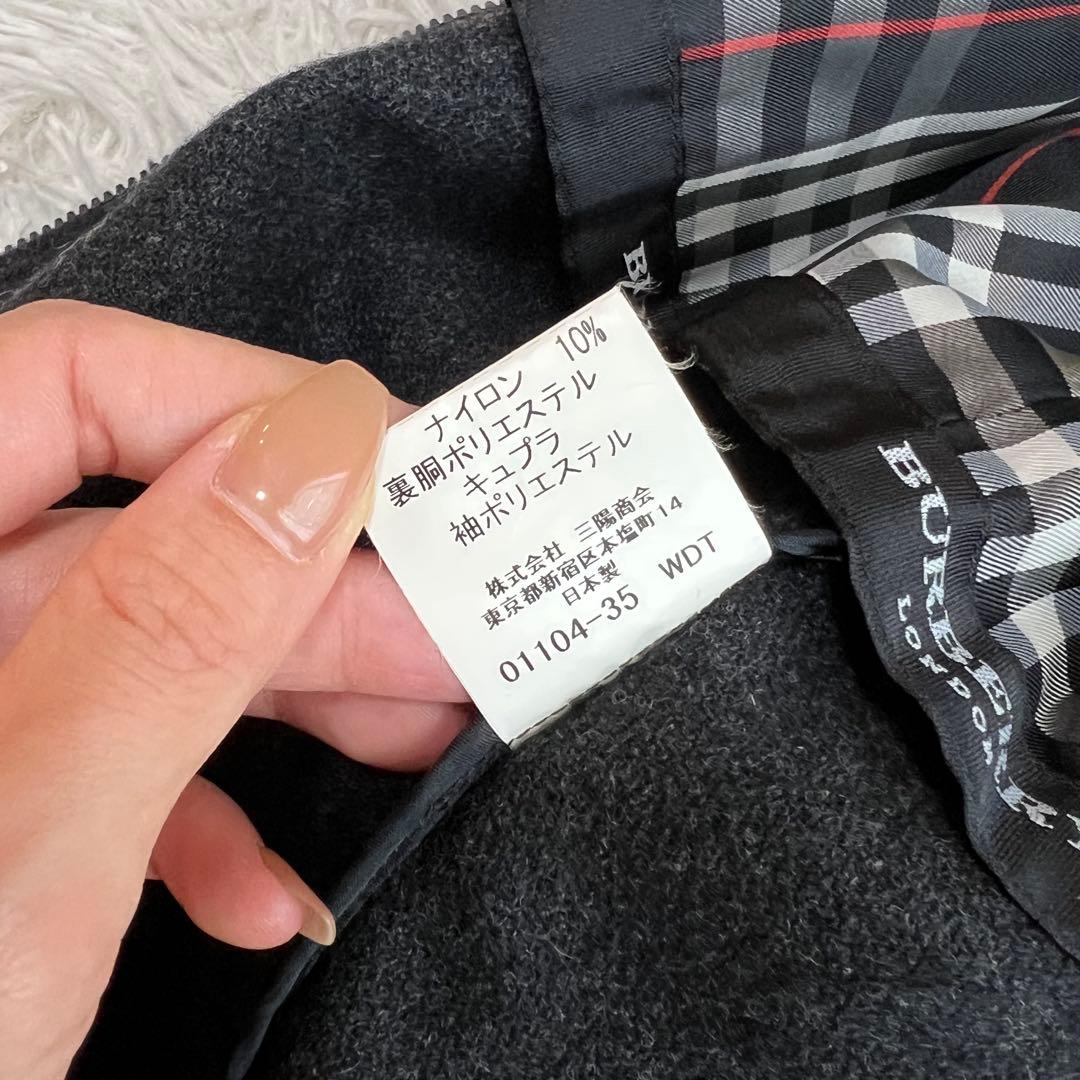 ナイロン 10%
裏胴ポリエステル
キュプラ
袖ポリエステル
株式会社 三陽商会
東京都新宿区本塩町14
日本製
01104-35 WDT
BURBERRY
LONDON